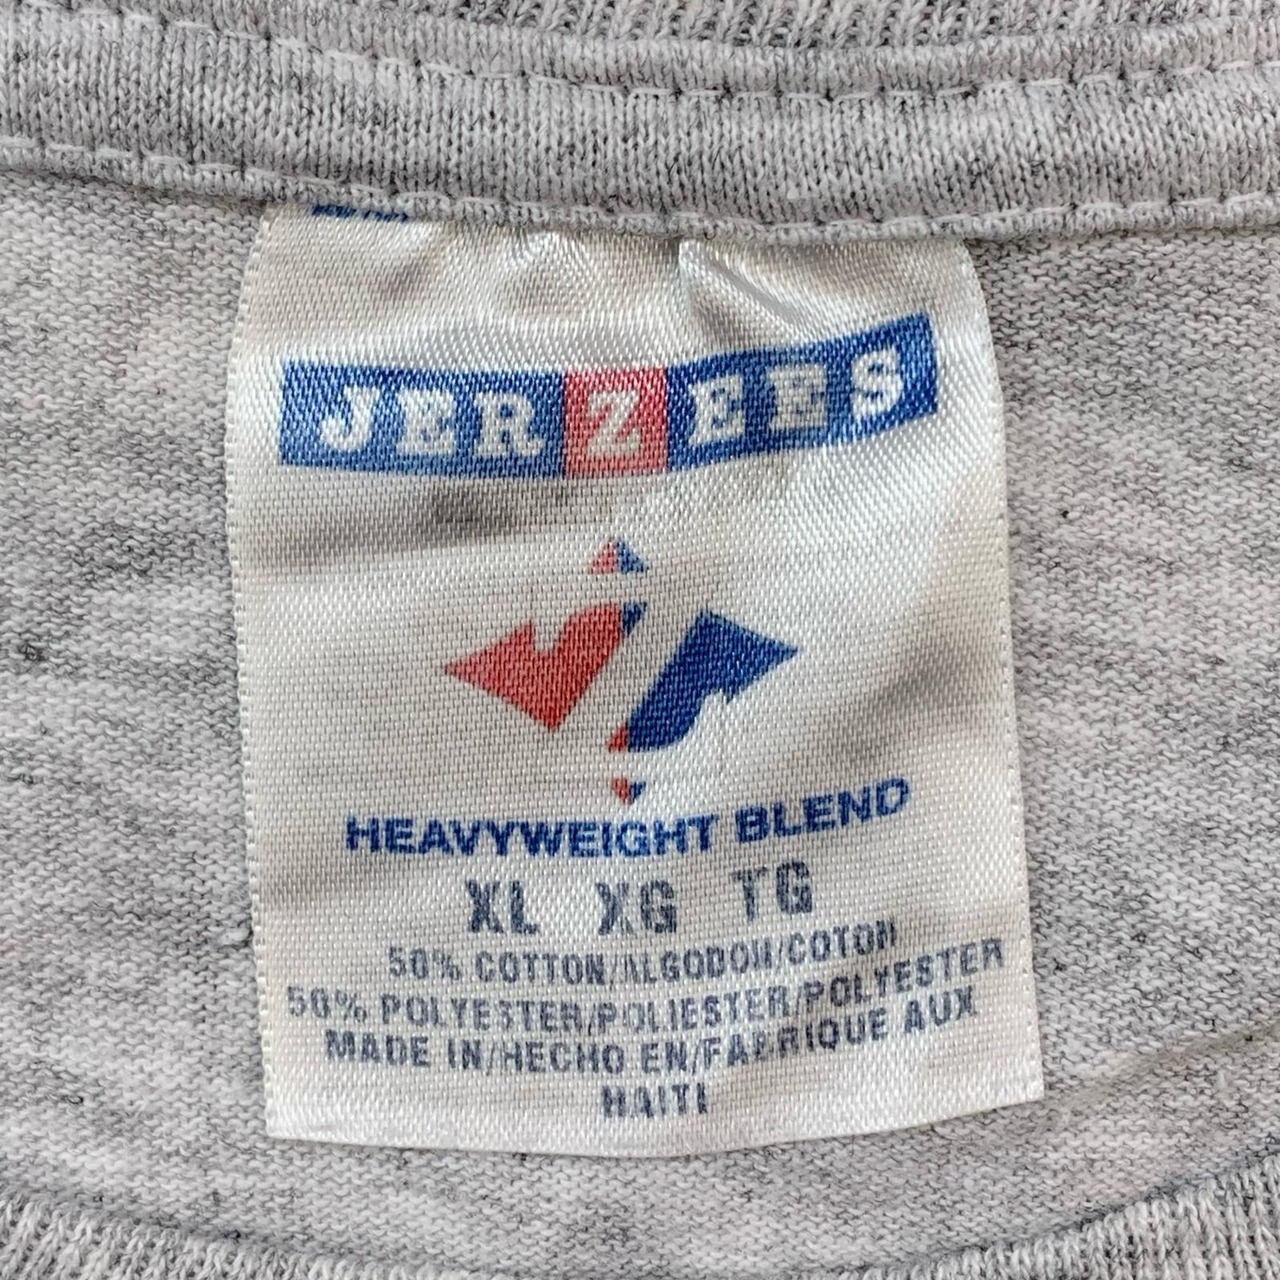 JERZEES
HEAVYWEIGHT BLEND
XL XG TG
50% COTTON/ALGODON/COTON
50% POLYESTER/POLIESTER/POLYESTER
MADE IN/HECHO EN/FABRIQUE AUX
HAITI